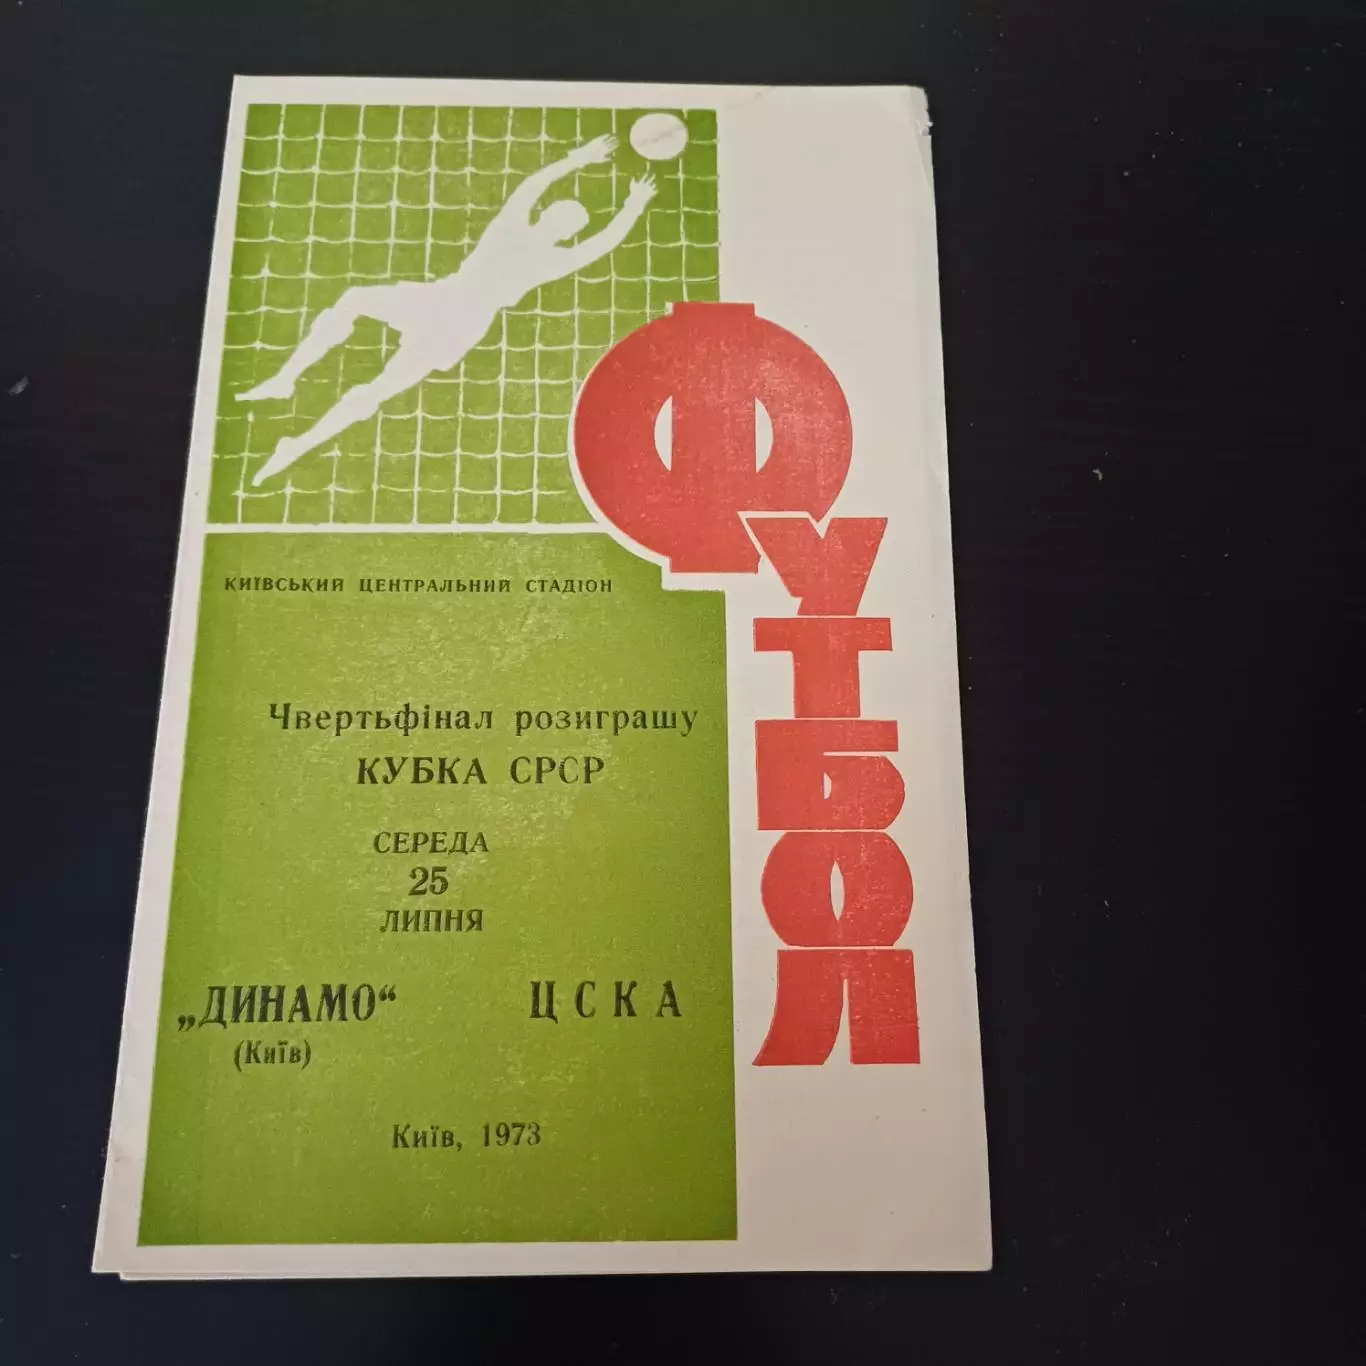 ФУТБОЛ
КИЇВСЬКИЙ ЦЕНТРАЛЬНИЙ СТАДІОН
Чвертьфінал розиграшу
КУБКА СРСР
СЕРЕДА
25
ЛИПНЯ
„ДИНАМО“ ЦСКА
(Київ)
Київ, 1973